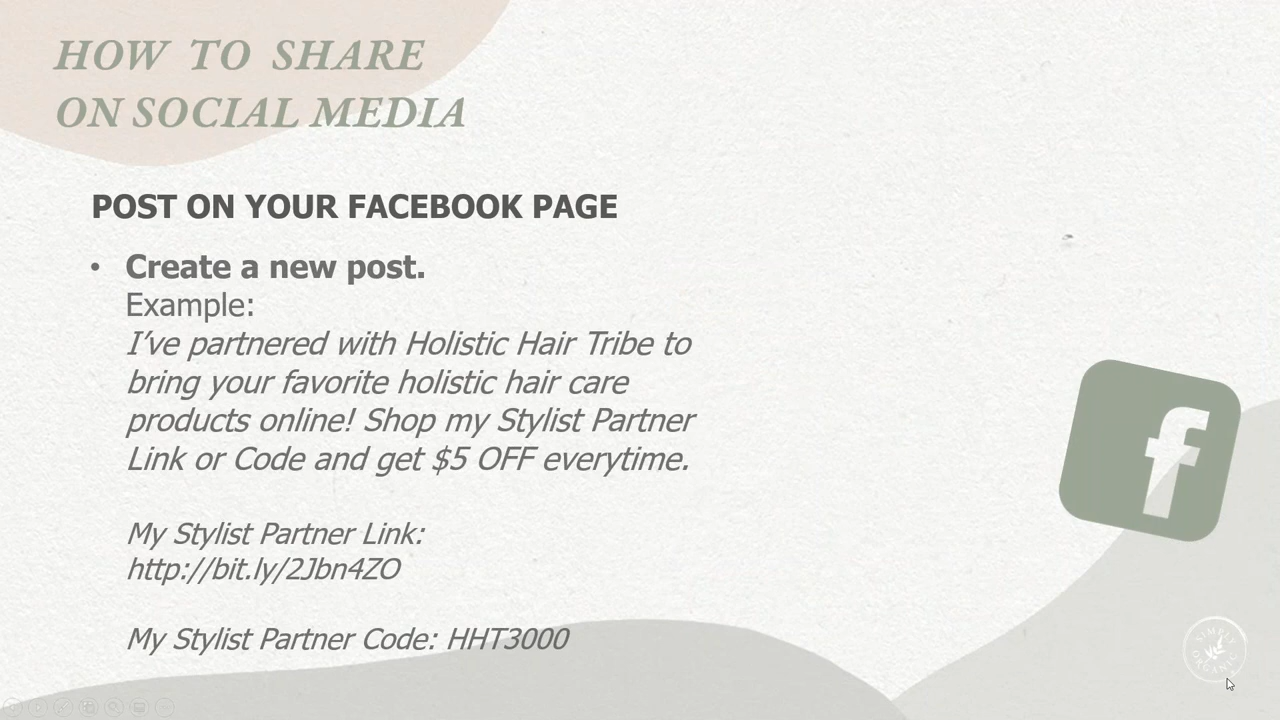 HOW TO SHARE
ON SOCIAL MEDIA
POST ON YOUR FACEBOOK PAGE
• Create a new post.
Example:
I’ve partnered with Holistic Hair Tribe to
bring your favorite holistic hair care
products online! Shop my Stylist Partner
Link or Code and get $5 OFF everytime.
My Stylist Partner Link:
http://bit.ly/2Jbn4ZO
My Stylist Partner Code: HHT3000
f
SIMPLY
ORGANIC